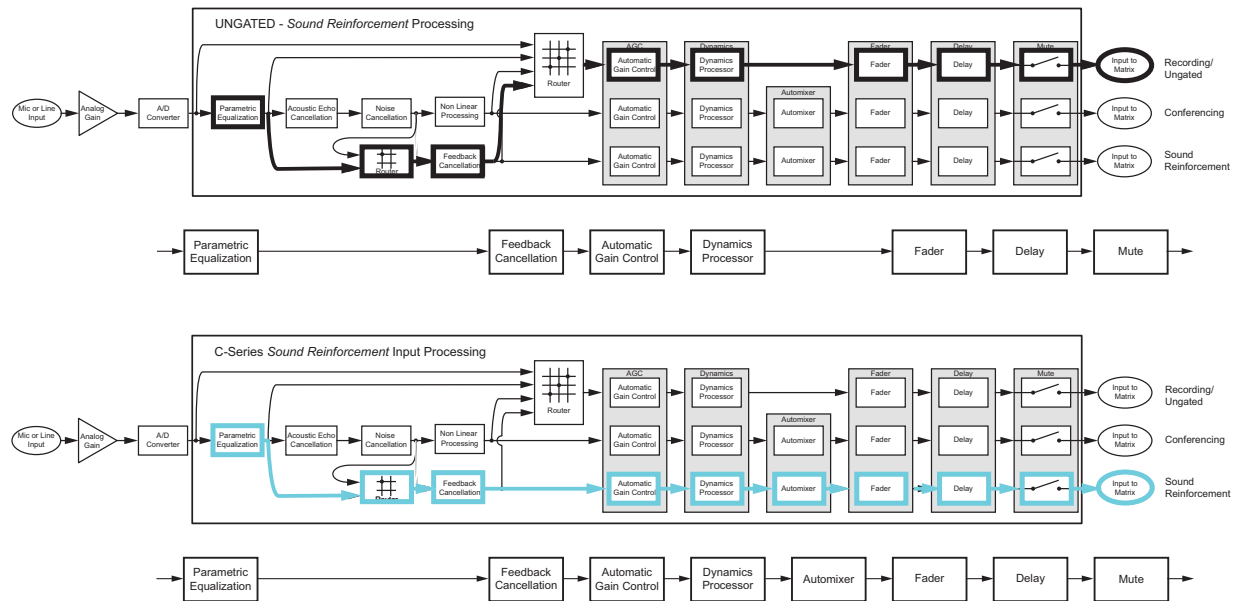 UNGATED - Sound Reinforcement Processing
AGC
Dynamics
Fader
Delay
Mute
Mic or Line
Input
Analog
Gain
A/D
Converter
Parametric
Equalization
Acoustic Echo
Cancellation
Noise
Cancellation
Non Linear
Processing
Router
Feedback
Cancellation
Router
Automatic
Gain Control
Dynamics
Processor
Fader
Delay
Input to
Matrix
Recording/
Ungated
Automixer
Automatic
Gain Control
Dynamics
Processor
Automixer
Fader
Delay
Input to
Matrix
Conferencing
Automatic
Gain Control
Dynamics
Processor
Automixer
Fader
Delay
Input to
Matrix
Sound
Reinforcement
Parametric
Equalization
Feedback
Cancellation
Automatic
Gain Control
Dynamics
Processor
Fader
Delay
Mute
C-Series Sound Reinforcement Input Processing
AGC
Dynamics
Fader
Delay
Mute
Mic or Line
Input
Analog
Gain
A/D
Converter
Parametric
Equalization
Acoustic Echo
Cancellation
Noise
Cancellation
Non Linear
Processing
Router
Feedback
Cancellation
Router
Automatic
Gain Control
Dynamics
Processor
Fader
Delay
Input to
Matrix
Recording/
Ungated
Automixer
Automatic
Gain Control
Dynamics
Processor
Automixer
Fader
Delay
Input to
Matrix
Conferencing
Automatic
Gain Control
Dynamics
Processor
Automixer
Fader
Delay
Input to
Matrix
Sound
Reinforcement
Parametric
Equalization
Feedback
Cancellation
Automatic
Gain Control
Dynamics
Processor
Automixer
Fader
Delay
Mute